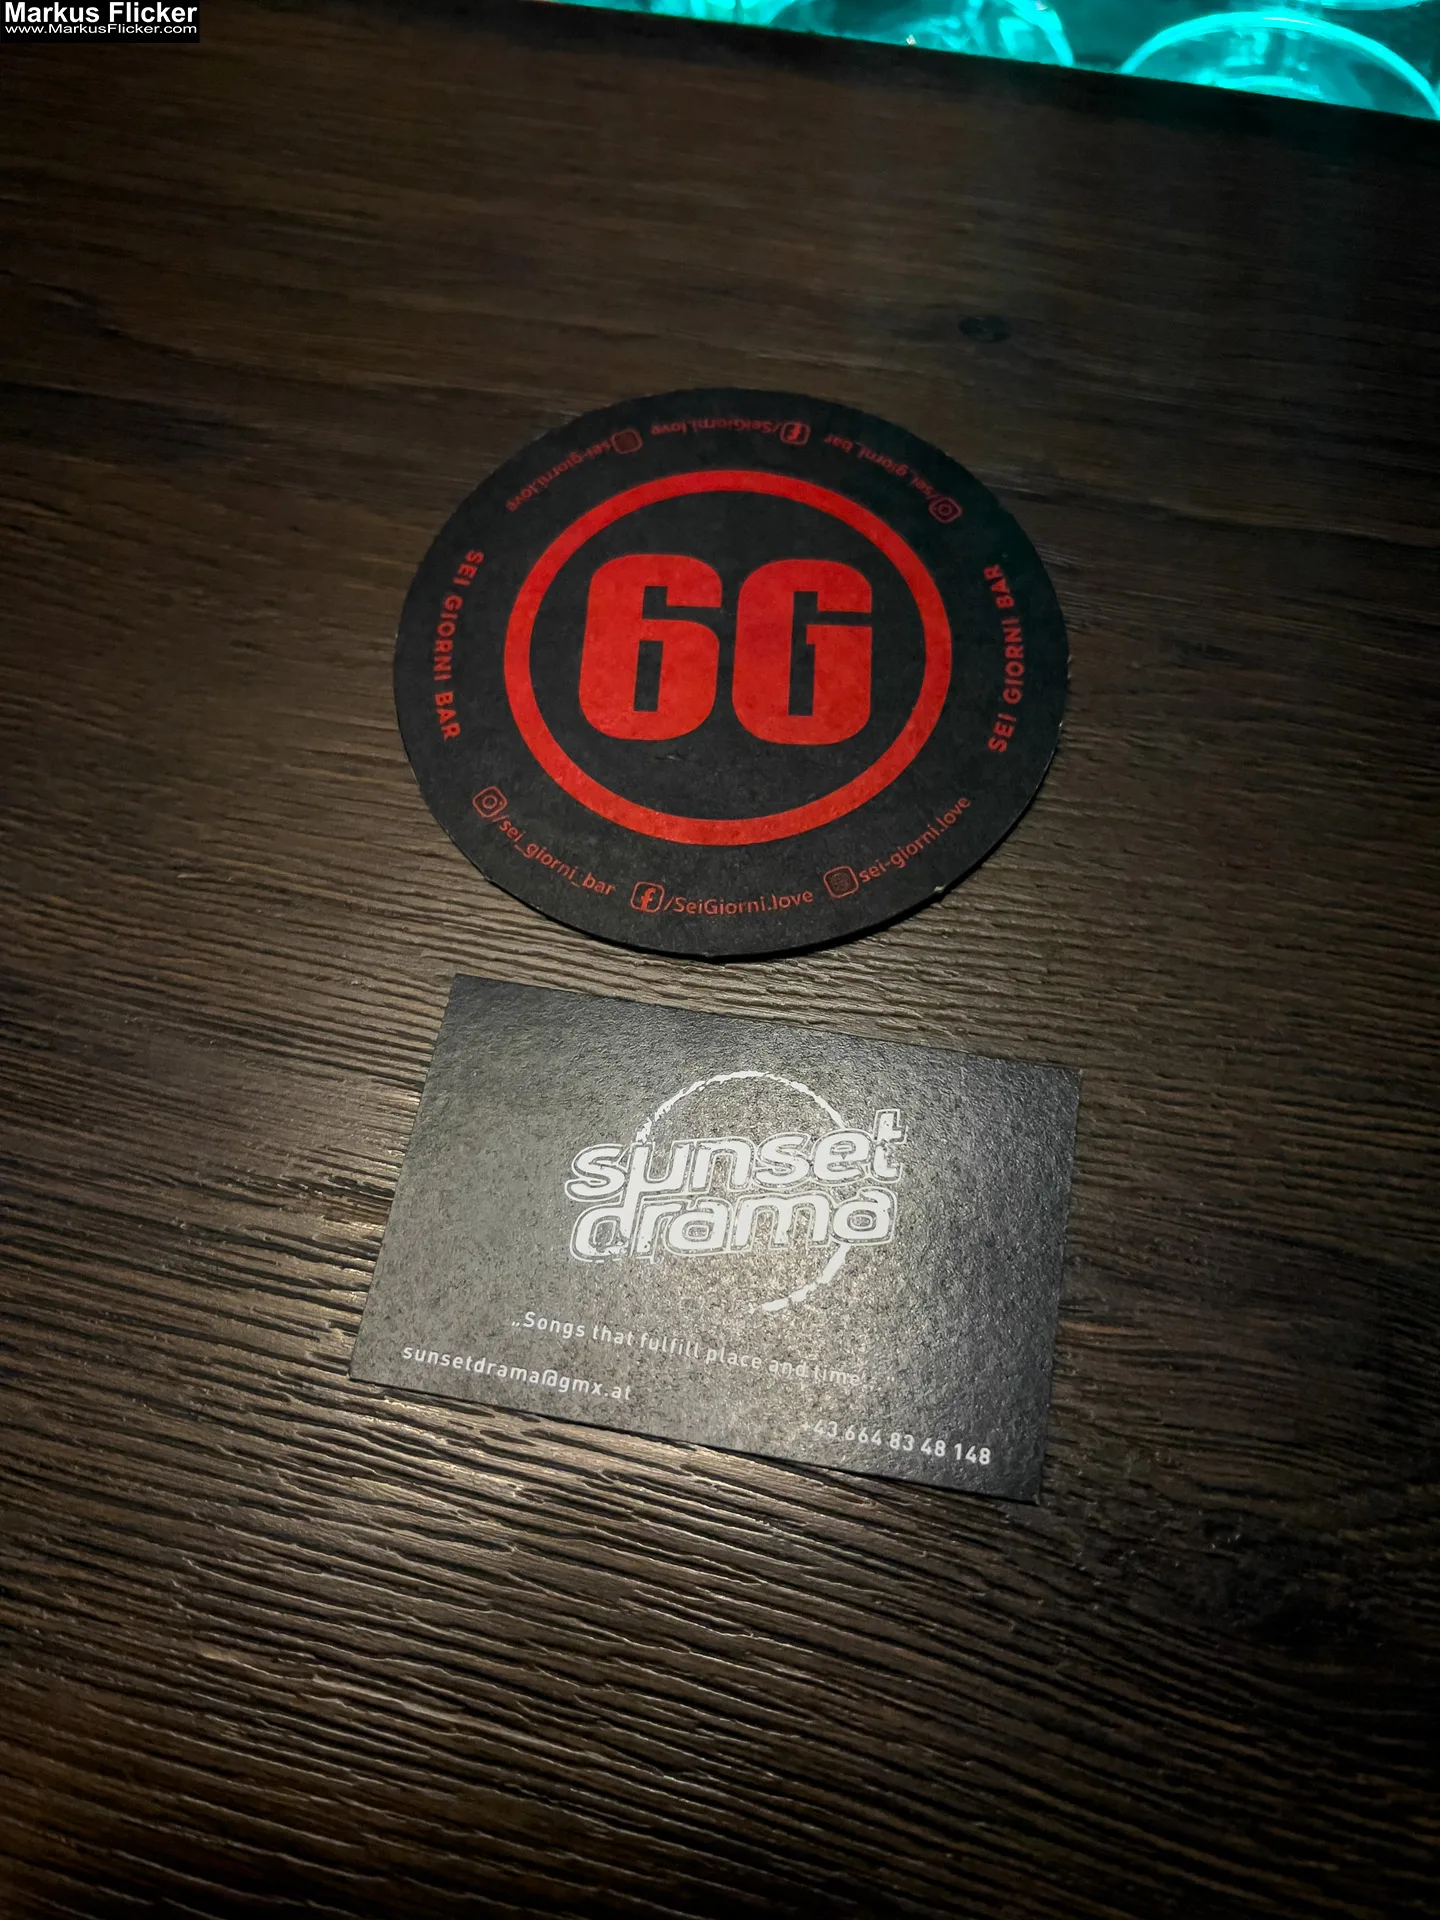 Markus Flicker
www.MarkusFlicker.com
/sei_giorni_bar
/SeiGiorni.love
sei-giorni.love
SEI GIORNI BAR
6G
SEI GIORNI BAR
/sei_giorni_bar
/SeiGiorni.love
sei-giorni.love
sunset
drama
„Songs that fulfill place and time..."
sunsetdrama@gmx.at
+43 664 83 48 148